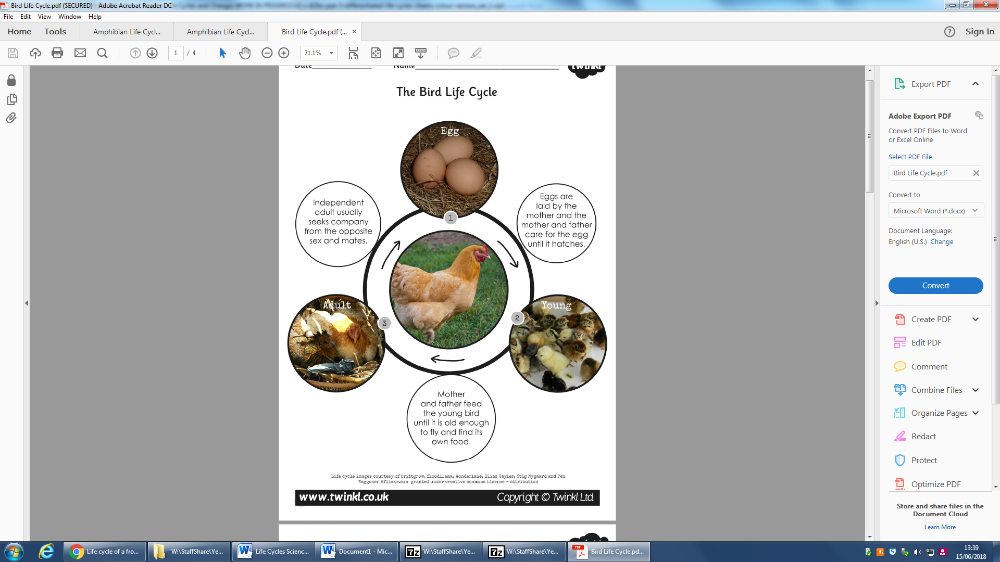 Bird Life Cycle.pdf (SECURED) - Adobe Acrobat Reader DC
File Edit View Window Help
Home Tools Amphibian Life Cycl... Amphibian Life Cycl... Bird Life Cycle.pdf (... × Sign In
1 / 4 71.1%
Date Name
twinkl
The Bird Life Cycle
Egg
1
Independent
adult usually
seeks company
from the opposite
sex and mates.
Eggs are
laid by the
mother and the
mother and father
care for the egg
until it hatches.
Adult
3
Young
2
Mother
and father feed
the young bird
until it is old enough
to fly and find its
own food.
Life cycle images courtesy of brittgrow, floodllama, Wonderlane, Elias Gayles, Stig Nygaard and Pen
Waggener @flickr.com granted under creative commons licence - attribution
www.twinkl.co.uk Copyright © Twinkl Ltd
Export PDF
Adobe Export PDF
Convert PDF Files to Word
or Excel Online
Select PDF File
Bird Life Cycle.pdf
Convert to
Microsoft Word (*.docx)
Document Language:
English (U.S.) Change
Convert
Create PDF
Edit PDF
Comment
Combine Files
Organize Pages
Redact
Protect
Optimize PDF
Store and share files in the
Document Cloud
Learn More
Life cycle of a fro... W:\StaffShare\Ye... Life Cycles Scienc... Document1 - Mic... W:\StaffShare\Ye... W:\StaffShare\Ye... PDF Bird Life Cycle.pd...
13:39
15/06/2018